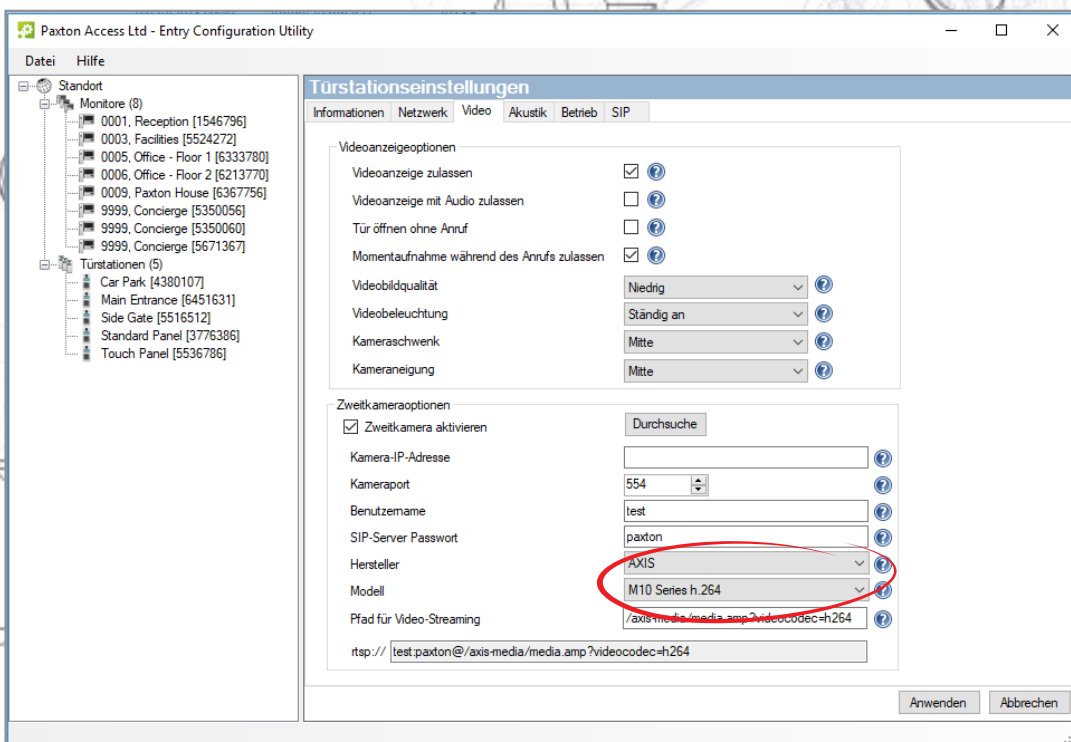 Paxton Access Ltd - Entry Configuration Utility
Datei Hilfe
Standort
Monitore (8)
0001, Reception [1546796]
0003, Facilities [5524272]
0005, Office - Floor 1 [6333780]
0006, Office - Floor 2 [6213770]
0009, Paxton House [6367756]
9999, Concierge [5350056]
9999, Concierge [5350060]
9999, Concierge [5671367]
Türstationen (5)
Car Park [4380107]
Main Entrance [6451631]
Side Gate [5516512]
Standard Panel [3776386]
Touch Panel [5536786]
Türstationseinstellungen
Informationen Netzwerk Video Akustik Betrieb SIP
Videoanzeigeoptionen
Videoanzeige zulassen
Videoanzeige mit Audio zulassen
Tür öffnen ohne Anruf
Momentaufnahme während des Anrufs zulassen
Videobildqualität Niedrig
Videobeleuchtung Ständig an
Kameraschwenk Mitte
Kameraneigung Mitte
Zweitkameraoptionen
Zweitkamera aktivieren Durchsuche
Kamera-IP-Adresse
Kameraport 554
Benutzername test
SIP-Server Passwort paxton
Hersteller AXIS
Modell M10 Series h.264
Pfad für Video-Streaming /axis-media/media.amp?videocodec=h264
rtsp:// test:paxton@/axis-media/media.amp?videocodec=h264
Anwenden Abbrechen